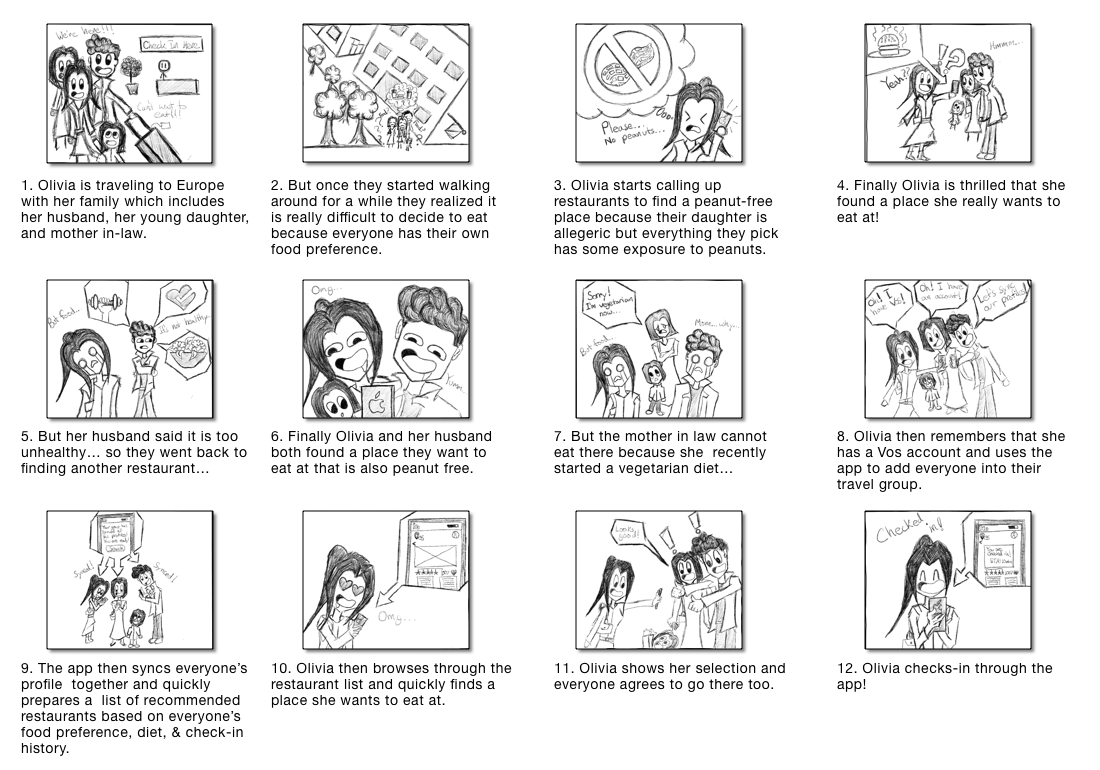 We're here!!!
Check In Here
Can't wait to
eat!!
1. Olivia is traveling to Europe
with her family which includes
her husband, her young daughter,
and mother in-law.
2. But once they started walking
around for a while they realized it
is really difficult to decide to eat
because everyone has their own
food preference.
Please...
No peanuts...
3. Olivia starts calling up
restaurants to find a peanut-free
place because their daughter is
allegeric but everything they pick
has some exposure to peanuts.
Yeah?!
Hmmm...
4. Finally Olivia is thrilled that she
found a place she really wants to
eat at!
But food...
It's not healthy..
5. But her husband said it is too
unhealthy... so they went back to
finding another restaurant...
Omg...
Yumm..
6. Finally Olivia and her husband
both found a place they want to
eat at that is also peanut free.
Sorry!
I'm vegetarian
now...
Mom...why...
But food...
7. But the mother in law cannot
eat there because she  recently
started a vegetarian diet...
Oh! I
have Vos!
Oh! I have
an account!
Let's sync
our profiles!
8. Olivia then remembers that she
has a Vos account and uses the
app to add everyone into their
travel group.
Synced!
Synced!
9. The app then syncs everyone's
profile  together and quickly
prepares a  list of recommended
restaurants based on everyone's
food preference, diet, & check-in
history.
Omg...
10. Olivia then browses through the
restaurant list and quickly finds a
place she wants to eat at.
Looks
good!
11. Olivia shows her selection and
everyone agrees to go there too.
Checked
in!
You are
checked in!
12. Olivia checks-in through the
app!